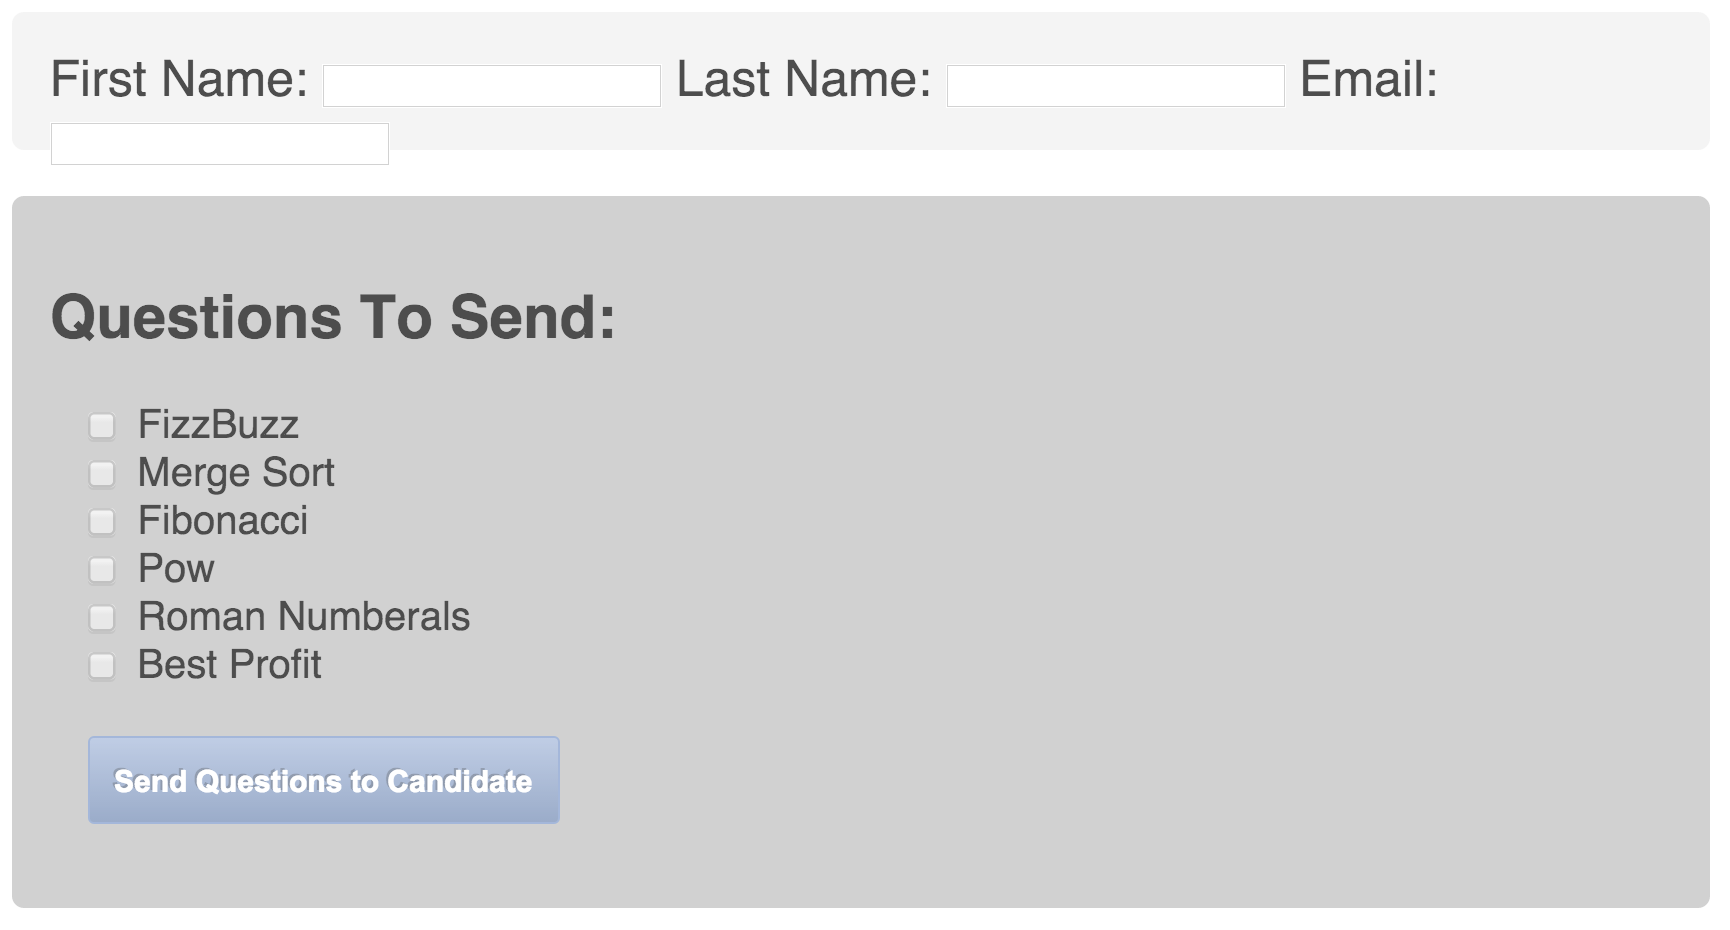 First Name: Last Name: Email:
Questions To Send:
FizzBuzz
Merge Sort
Fibonacci
Pow
Roman Numberals
Best Profit
Send Questions to Candidate